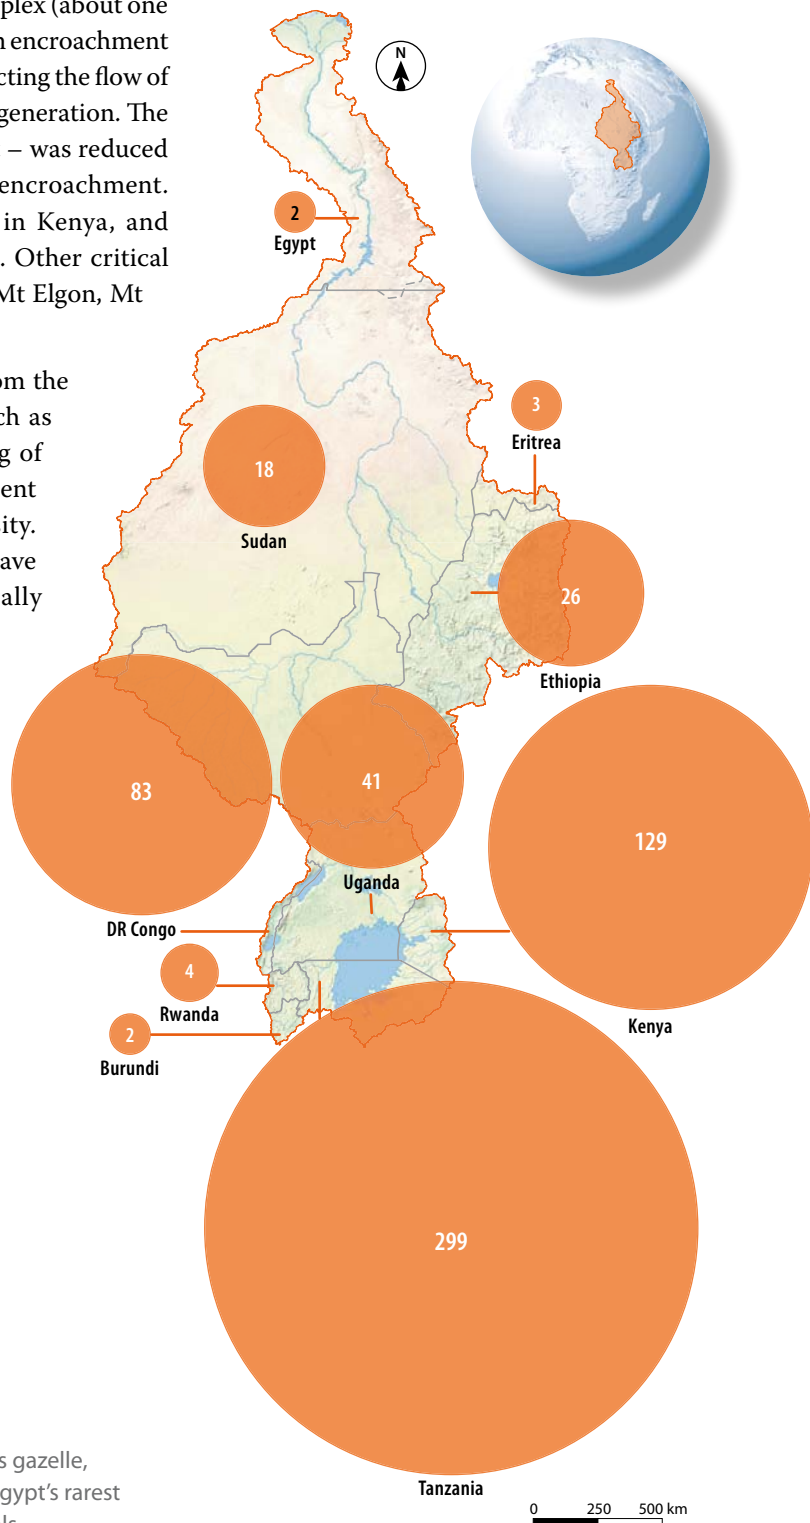 plex (about one
encroachment
cting the flow of
generation. The
– was reduced
encroachment.
in Kenya, and
. Other critical
Mt Elgon, Mt
om the
ch as
g of
ent
ity.
ave
ally
N
2
Egypt
3
Eritrea
18
Sudan
26
Ethiopia
83
DR Congo
41
Uganda
129
Kenya
4
Rwanda
2
Burundi
299
Tanzania
s gazelle,
gypt's rarest
0 250 500 km